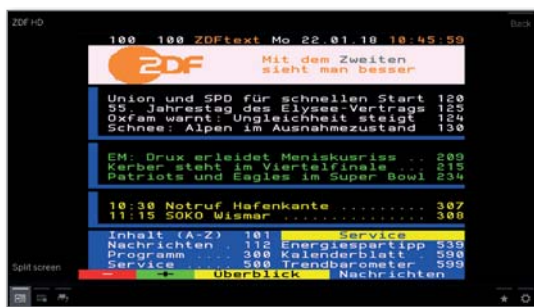 ZDF HD
Back
100 100 ZDFtext Mo 22.01.18 10:45:59
ZDF
Mit dem Zweiten
sieht man besser
Union und SPD für schnellen Start 120
55. Jahrestag des Elysee-Vertrags 125
Oxfam warnt: Ungleichheit steigt 124
Schnee: Alpen im Ausnahmezustand 130
EM: Drux erleidet Meniskusriss .. 209
Kerber steht im Viertelfinale ... 215
Patriots und Eagles im Super Bowl 234
10:30 Notruf Hafenkante ......... 307
11:15 SOKO Wismar ............... 308
Inhalt (A-Z) 101 Service
Nachrichten . 112 Energiespartipp 539
Programm ... 300 Kalenderblatt 590
Service .... 500 Trendbarometer 599
Split screen
− + Überblick Nachrichten